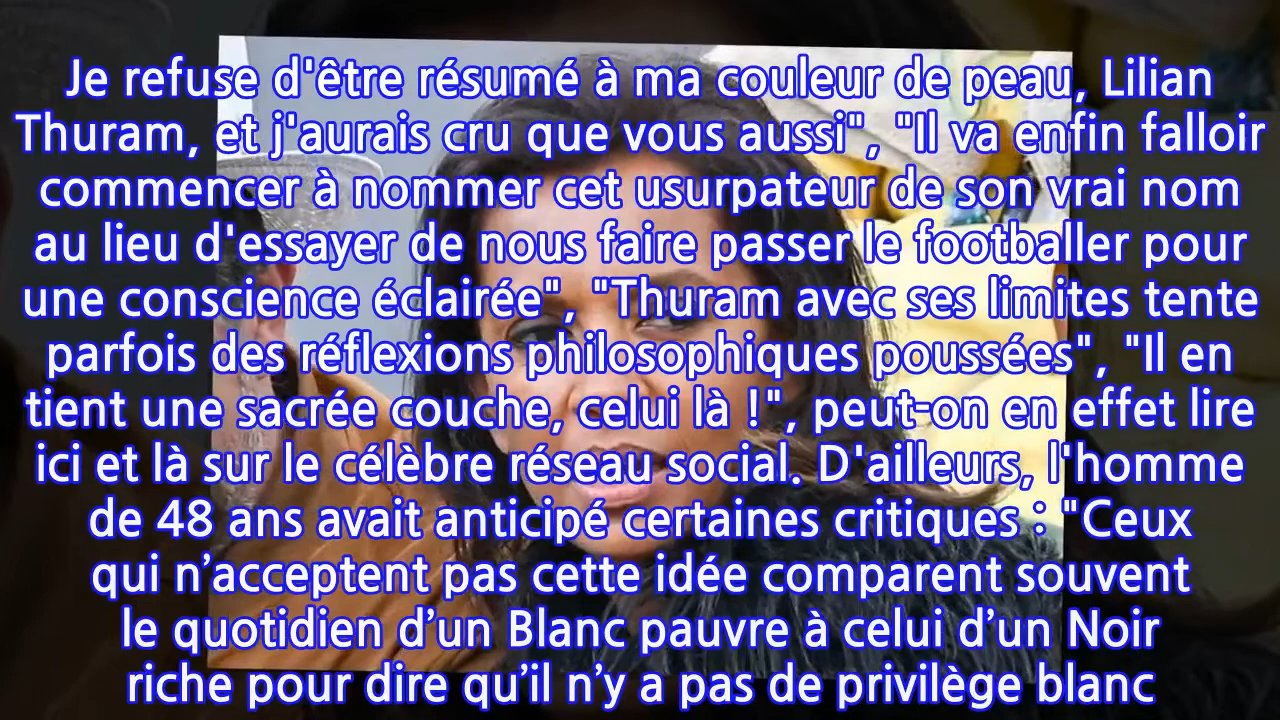 Je refuse d'être résumé à ma couleur de peau, Lilian
Thuram, et j'aurais cru que vous aussi", "Il va enfin falloir
commencer à nommer cet usurpateur de son vrai nom
au lieu d'essayer de nous faire passer le footballer pour
une conscience éclairée", "Thuram avec ses limites tente
parfois des réflexions philosophiques poussées", "Il en
tient une sacrée couche, celui là !", peut-on en effet lire
ici et là sur le célèbre réseau social. D'ailleurs, l'homme
de 48 ans avait anticipé certaines critiques : "Ceux
qui n’acceptent pas cette idée comparent souvent
le quotidien d’un Blanc pauvre à celui d’un Noir
riche pour dire qu’il n’y a pas de privilège blanc